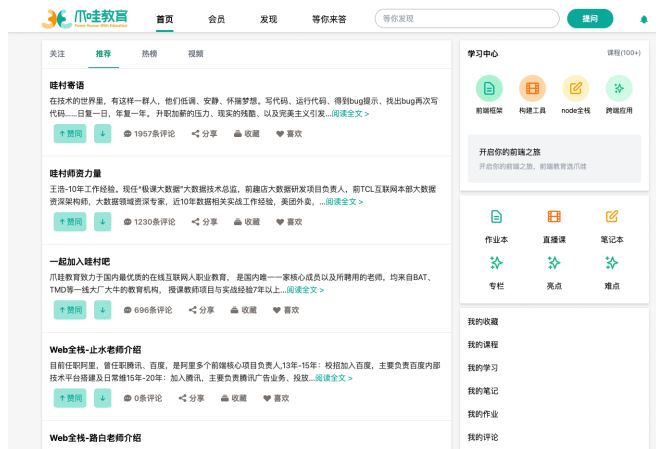 爪哇教育
首页 会员 发现 等你来答 等你发现 提问
关注 推荐 热榜 视频
哇村寄语
在技术的世界里，有这样一群人，他们低调、安静、怀揣梦想。写代码、运行代码、得到bug提示、找出bug再次写
代码......日复一日，年复一年。 升职加薪的压力、现实的残酷、以及完美主义引发...阅读全文 >
赞同 1957条评论 分享 收藏 喜欢
哇村师资力量
王浩-10年工作经验。现任"极课大数据"大数据技术总监，前趣店大数据研发项目负责人，前TCL互联网本部大数据
资深架构师，大数据领域资深专家，近10年数据相关实战工作经验，美团外卖，...阅读全文 >
赞同 1230条评论 分享 收藏 喜欢
一起加入哇村吧
爪哇教育致力于国内最优质的在线互联网人职业教育， 是国内唯一一家核心成员以及所聘用的老师，均来自BAT、
TMD等一线大厂大牛的教育机构， 授课教师项目与实战经验7年以上...阅读全文 >
赞同 696条评论 分享 收藏 喜欢
Web全栈-止水老师介绍
目前任职阿里，曾任职腾讯、百度，是阿里多个前端核心项目负责人,13年-15年：校招加入百度，主要负责百度内部
技术平台搭建及日常维15年-20年：加入腾讯，主要负责腾讯广告业务、投放...阅读全文 >
赞同 0条评论 分享 收藏 喜欢
Web全栈-路白老师介绍
学习中心 课程(100+)
前端框架 构建工具 node全栈 跨端应用
开启你的前端之旅
开启你的前端之旅，前端教育选爪哇
作业本 直播课 笔记本
专栏 亮点 难点
我的收藏
我的课程
我的学习
我的笔记
我的作业
我的评论